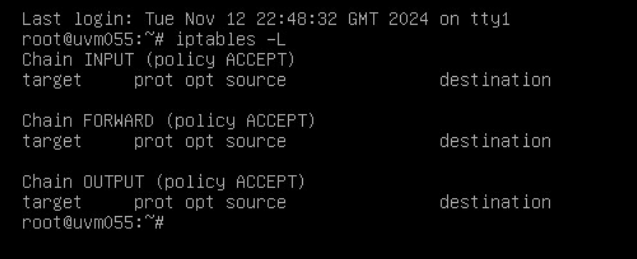 Last login: Tue Nov 12 22:48:32 GMT 2024 on tty1
root@uvm055:~# iptables -L
Chain INPUT (policy ACCEPT)
target     prot opt source               destination

Chain FORWARD (policy ACCEPT)
target     prot opt source               destination

Chain OUTPUT (policy ACCEPT)
target     prot opt source               destination
root@uvm055:~#